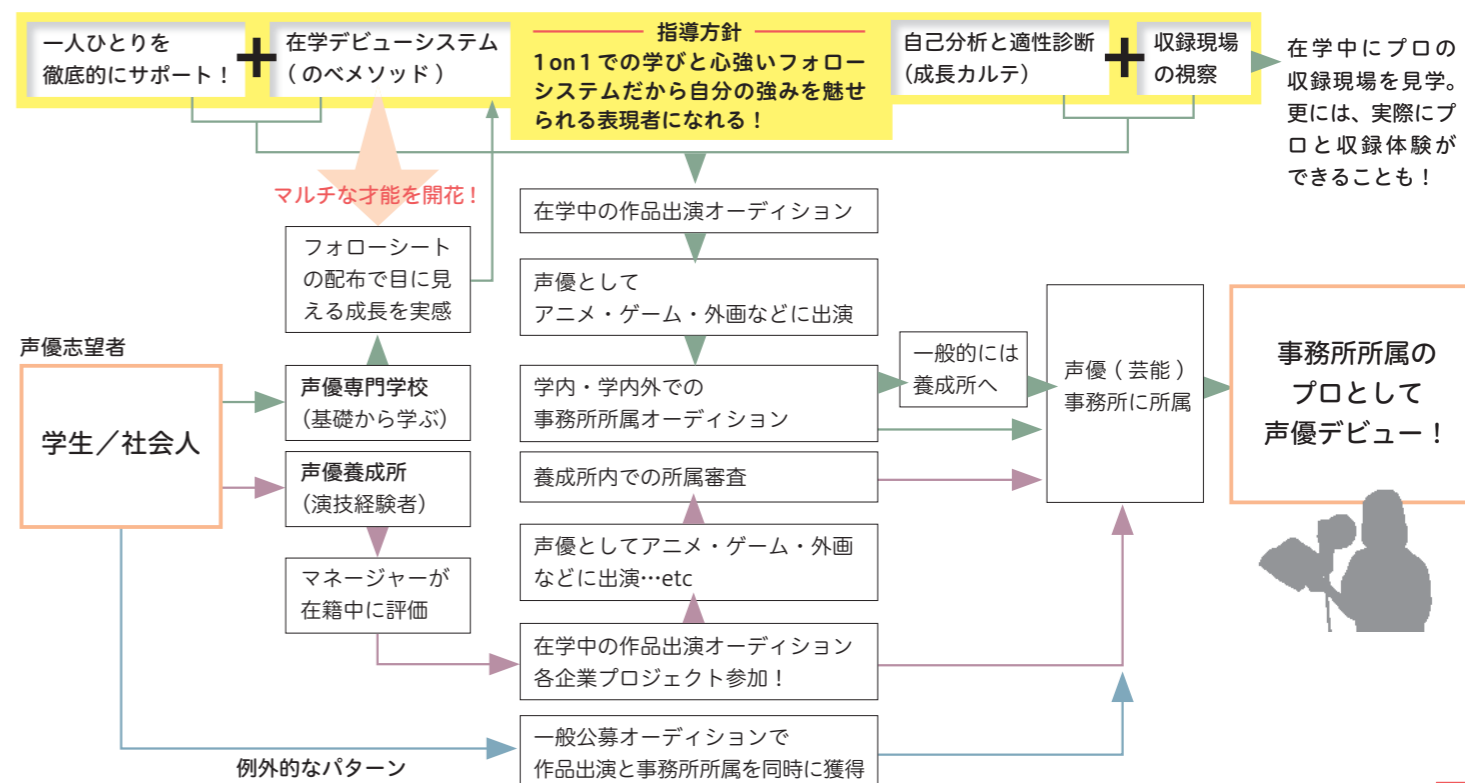 一人ひとりを
徹底的にサポート！
+
在学デビューシステム
（のべメソッド）
指導方針
1on1での学びと心強いフォロー
システムだから自分の強みを魅せ
られる表現者になれる！
自己分析と適性診断
(成長カルテ)
+
収録現場
の視察
在学中にプロの
収録現場を見学。
更には、実際にプ
ロと収録体験が
できることも！
マルチな才能を開花！
フォローシート
の配布で目に見
える成長を実感
在学中の作品出演オーディション
声優として
アニメ・ゲーム・外画などに出演
声優志望者
学生／社会人
声優専門学校
(基礎から学ぶ)
学内・学内外での
事務所所属オーディション
一般的には
養成所へ
声優（芸能）
事務所に所属
事務所所属の
プロとして
声優デビュー！
声優養成所
(演技経験者)
養成所内での所属審査
声優としてアニメ・ゲーム・外画
などに出演…etc
マネージャーが
在籍中に評価
在学中の作品出演オーディション
各企業プロジェクト参加！
一般公募オーディションで
作品出演と事務所所属を同時に獲得
例外的なパターン